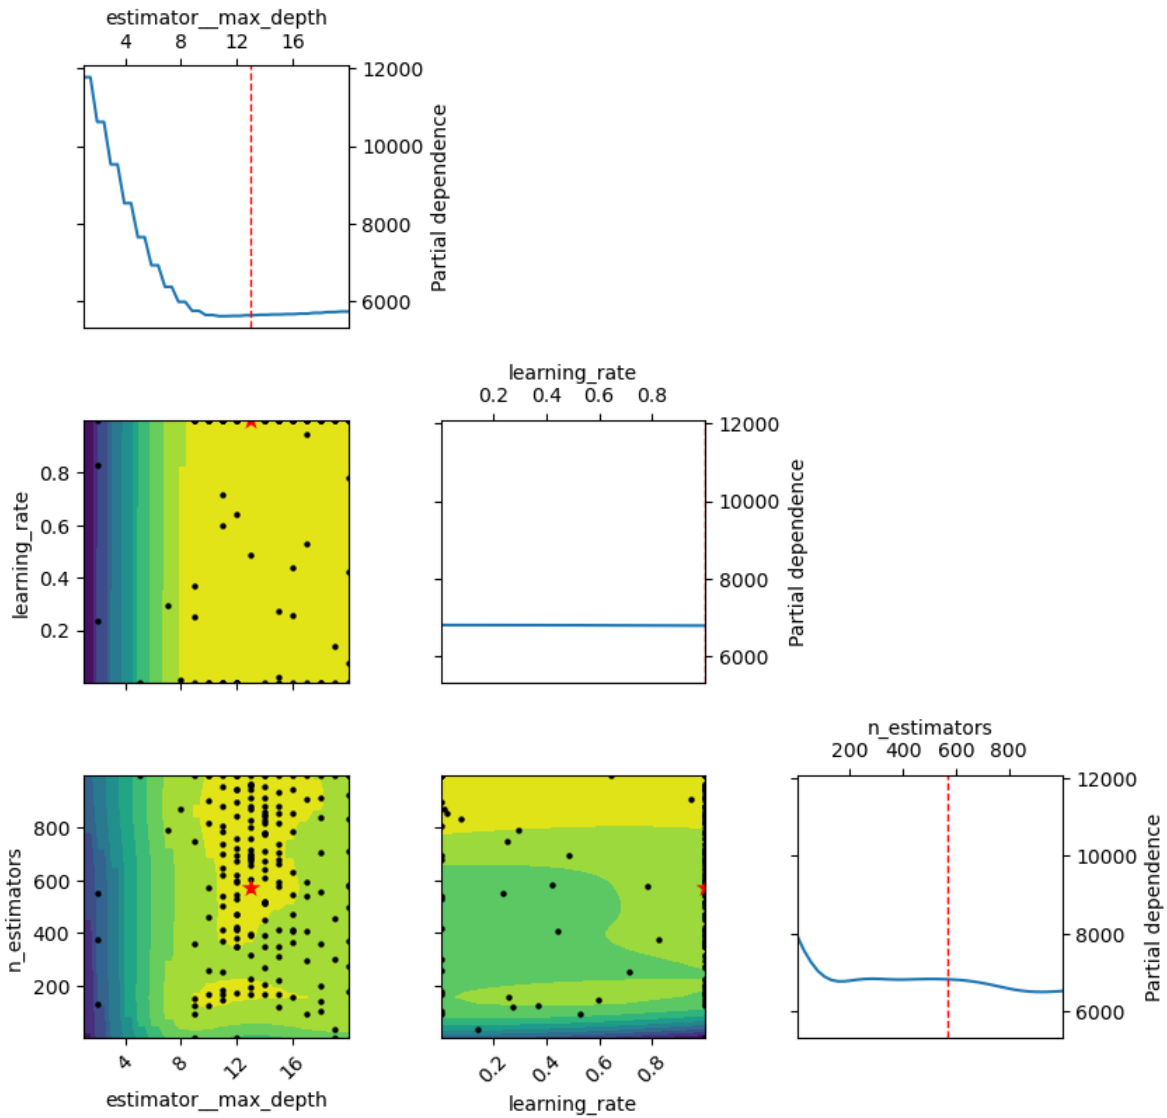 estimator__max_depth
4 8 12 16
12000
10000
8000
6000
Partial dependence
learning_rate
0.2 0.4 0.6 0.8
0.8
0.6
0.4
0.2
learning_rate
12000
10000
8000
6000
Partial dependence
n_estimators
200 400 600 800
800
600
400
200
n_estimators
12000
10000
8000
6000
Partial dependence
4 8 12 16
estimator__max_depth
0.2 0.4 0.6 0.8
learning_rate